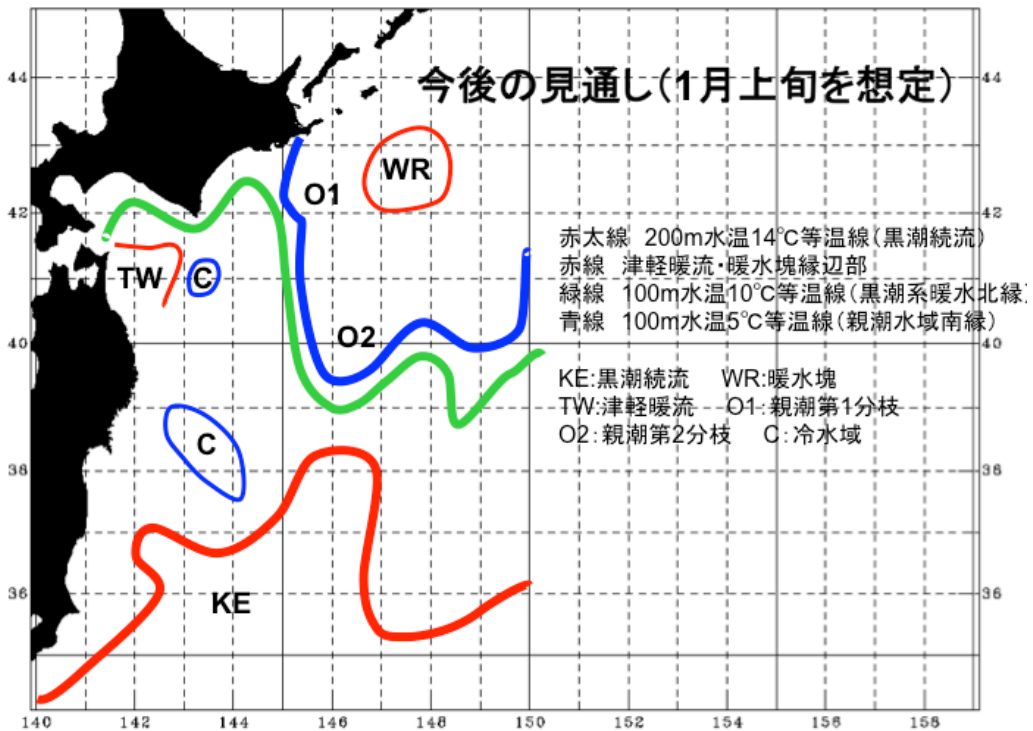 今後の見通し(1月上旬を想定)
44
44
WR
O1
42
42
赤太線 200m水温14℃等温線(黒潮続流)
TW
C
赤線 津軽暖流・暖水塊縁辺部
緑線 100m水温10℃等温線(黒潮系暖水北縁)
青線 100m水温5℃等温線(親潮水域南縁)
O2
40
40
KE:黒潮続流 WR:暖水塊
TW:津軽暖流 O1:親潮第1分枝
O2:親潮第2分枝 C:冷水域
C
38
38
36
36
KE
140 142 144 146 148 150 152 154 156 158